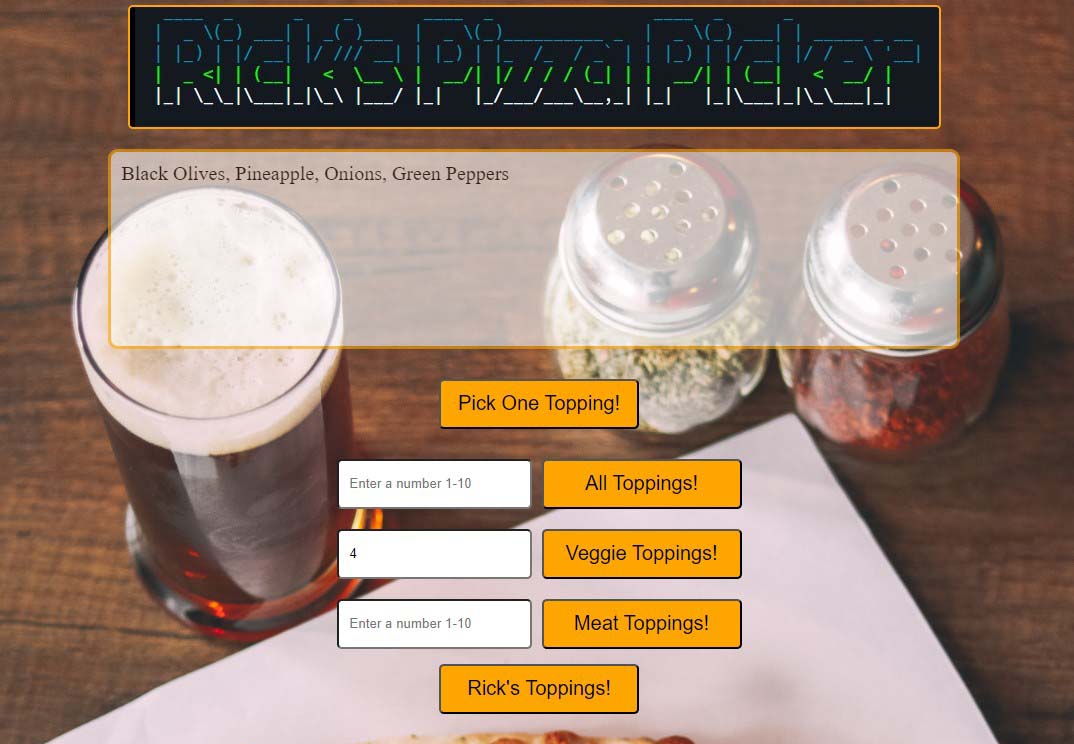 Rick's Pizza Picker
Black Olives, Pineapple, Onions, Green Peppers
Pick One Topping!
Enter a number 1-10
All Toppings!
4
Veggie Toppings!
Enter a number 1-10
Meat Toppings!
Rick's Toppings!